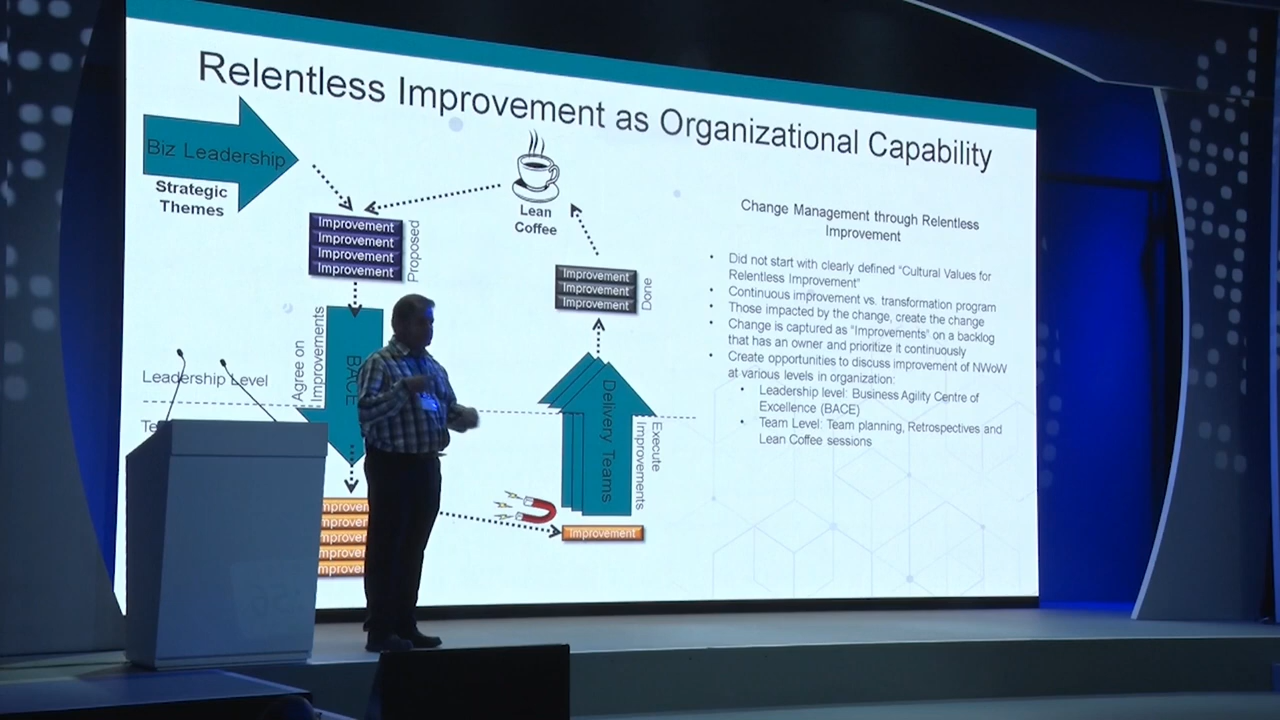 Relentless Improvement as Organizational Capability
Biz Leadership
Strategic
Themes
Lean
Coffee
Improvement
Improvement
Improvement
Improvement
Proposed
Improvement
Improvement
Improvement
Done
Agree on
Improvements
BACE
Leadership Level
Delivery Teams
Execute
Improvements
Improvement
Change Management through Relentless
Improvement
• Did not start with clearly defined "Cultural Values for
Relentless Improvement"
• Continuous improvement vs. transformation program
• Those impacted by the change, create the change
• Change is captured as "Improvements" on a backlog
that has an owner and prioritize it continuously
• Create opportunities to discuss improvement of NWoW
at various levels in organization:
• Leadership level: Business Agility Centre of
Excellence (BACE)
• Team Level: Team planning, Retrospectives and
Lean Coffee sessions